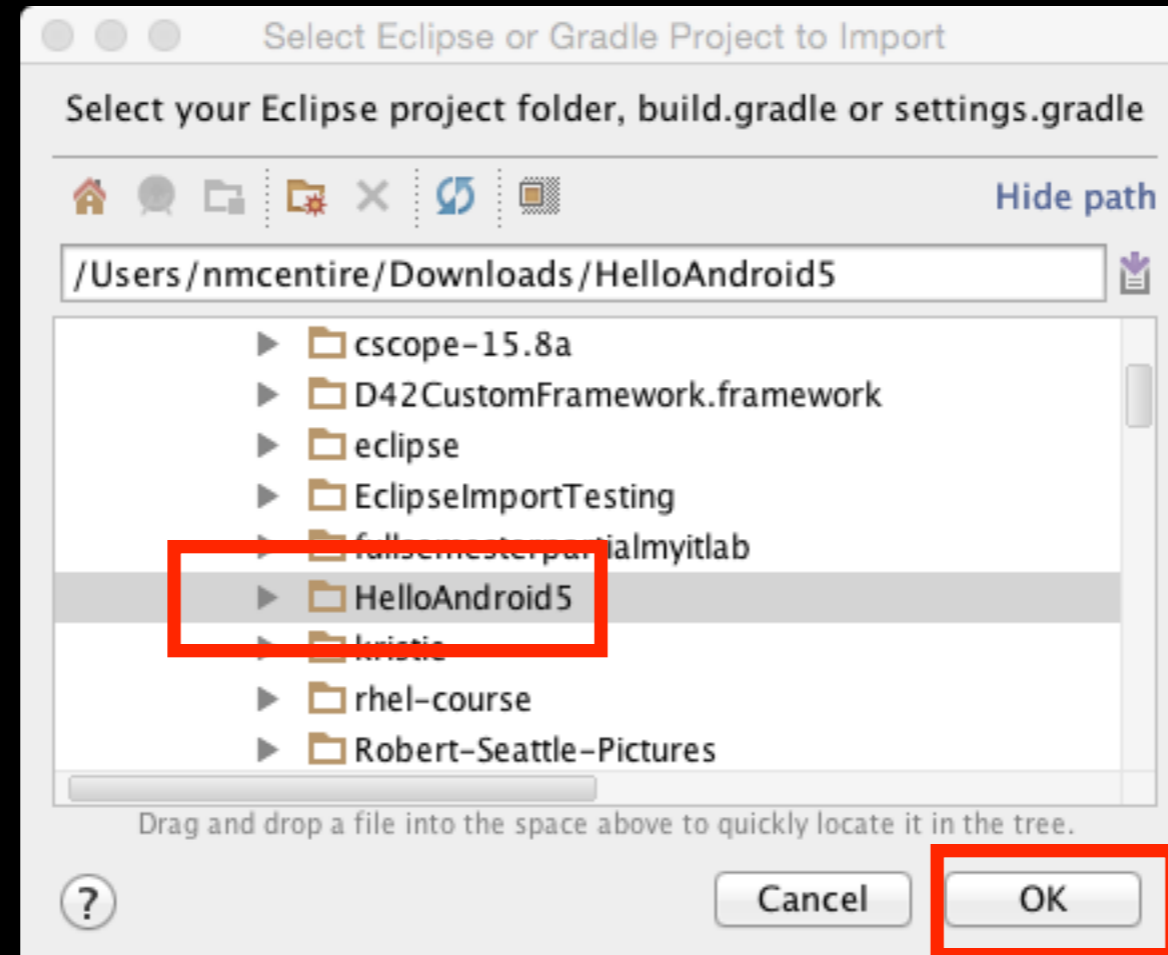 Select Eclipse or Gradle Project to Import
Select your Eclipse project folder, build.gradle or settings.gradle
Hide path
/Users/nmcentire/Downloads/HelloAndroid5
cscope-15.8a
D42CustomFramework.framework
eclipse
EclipseImportTesting
fullsemesterpartialmyitlab
HelloAndroid5
kristie
rhel-course
Robert-Seattle-Pictures
Drag and drop a file into the space above to quickly locate it in the tree.
? Cancel OK